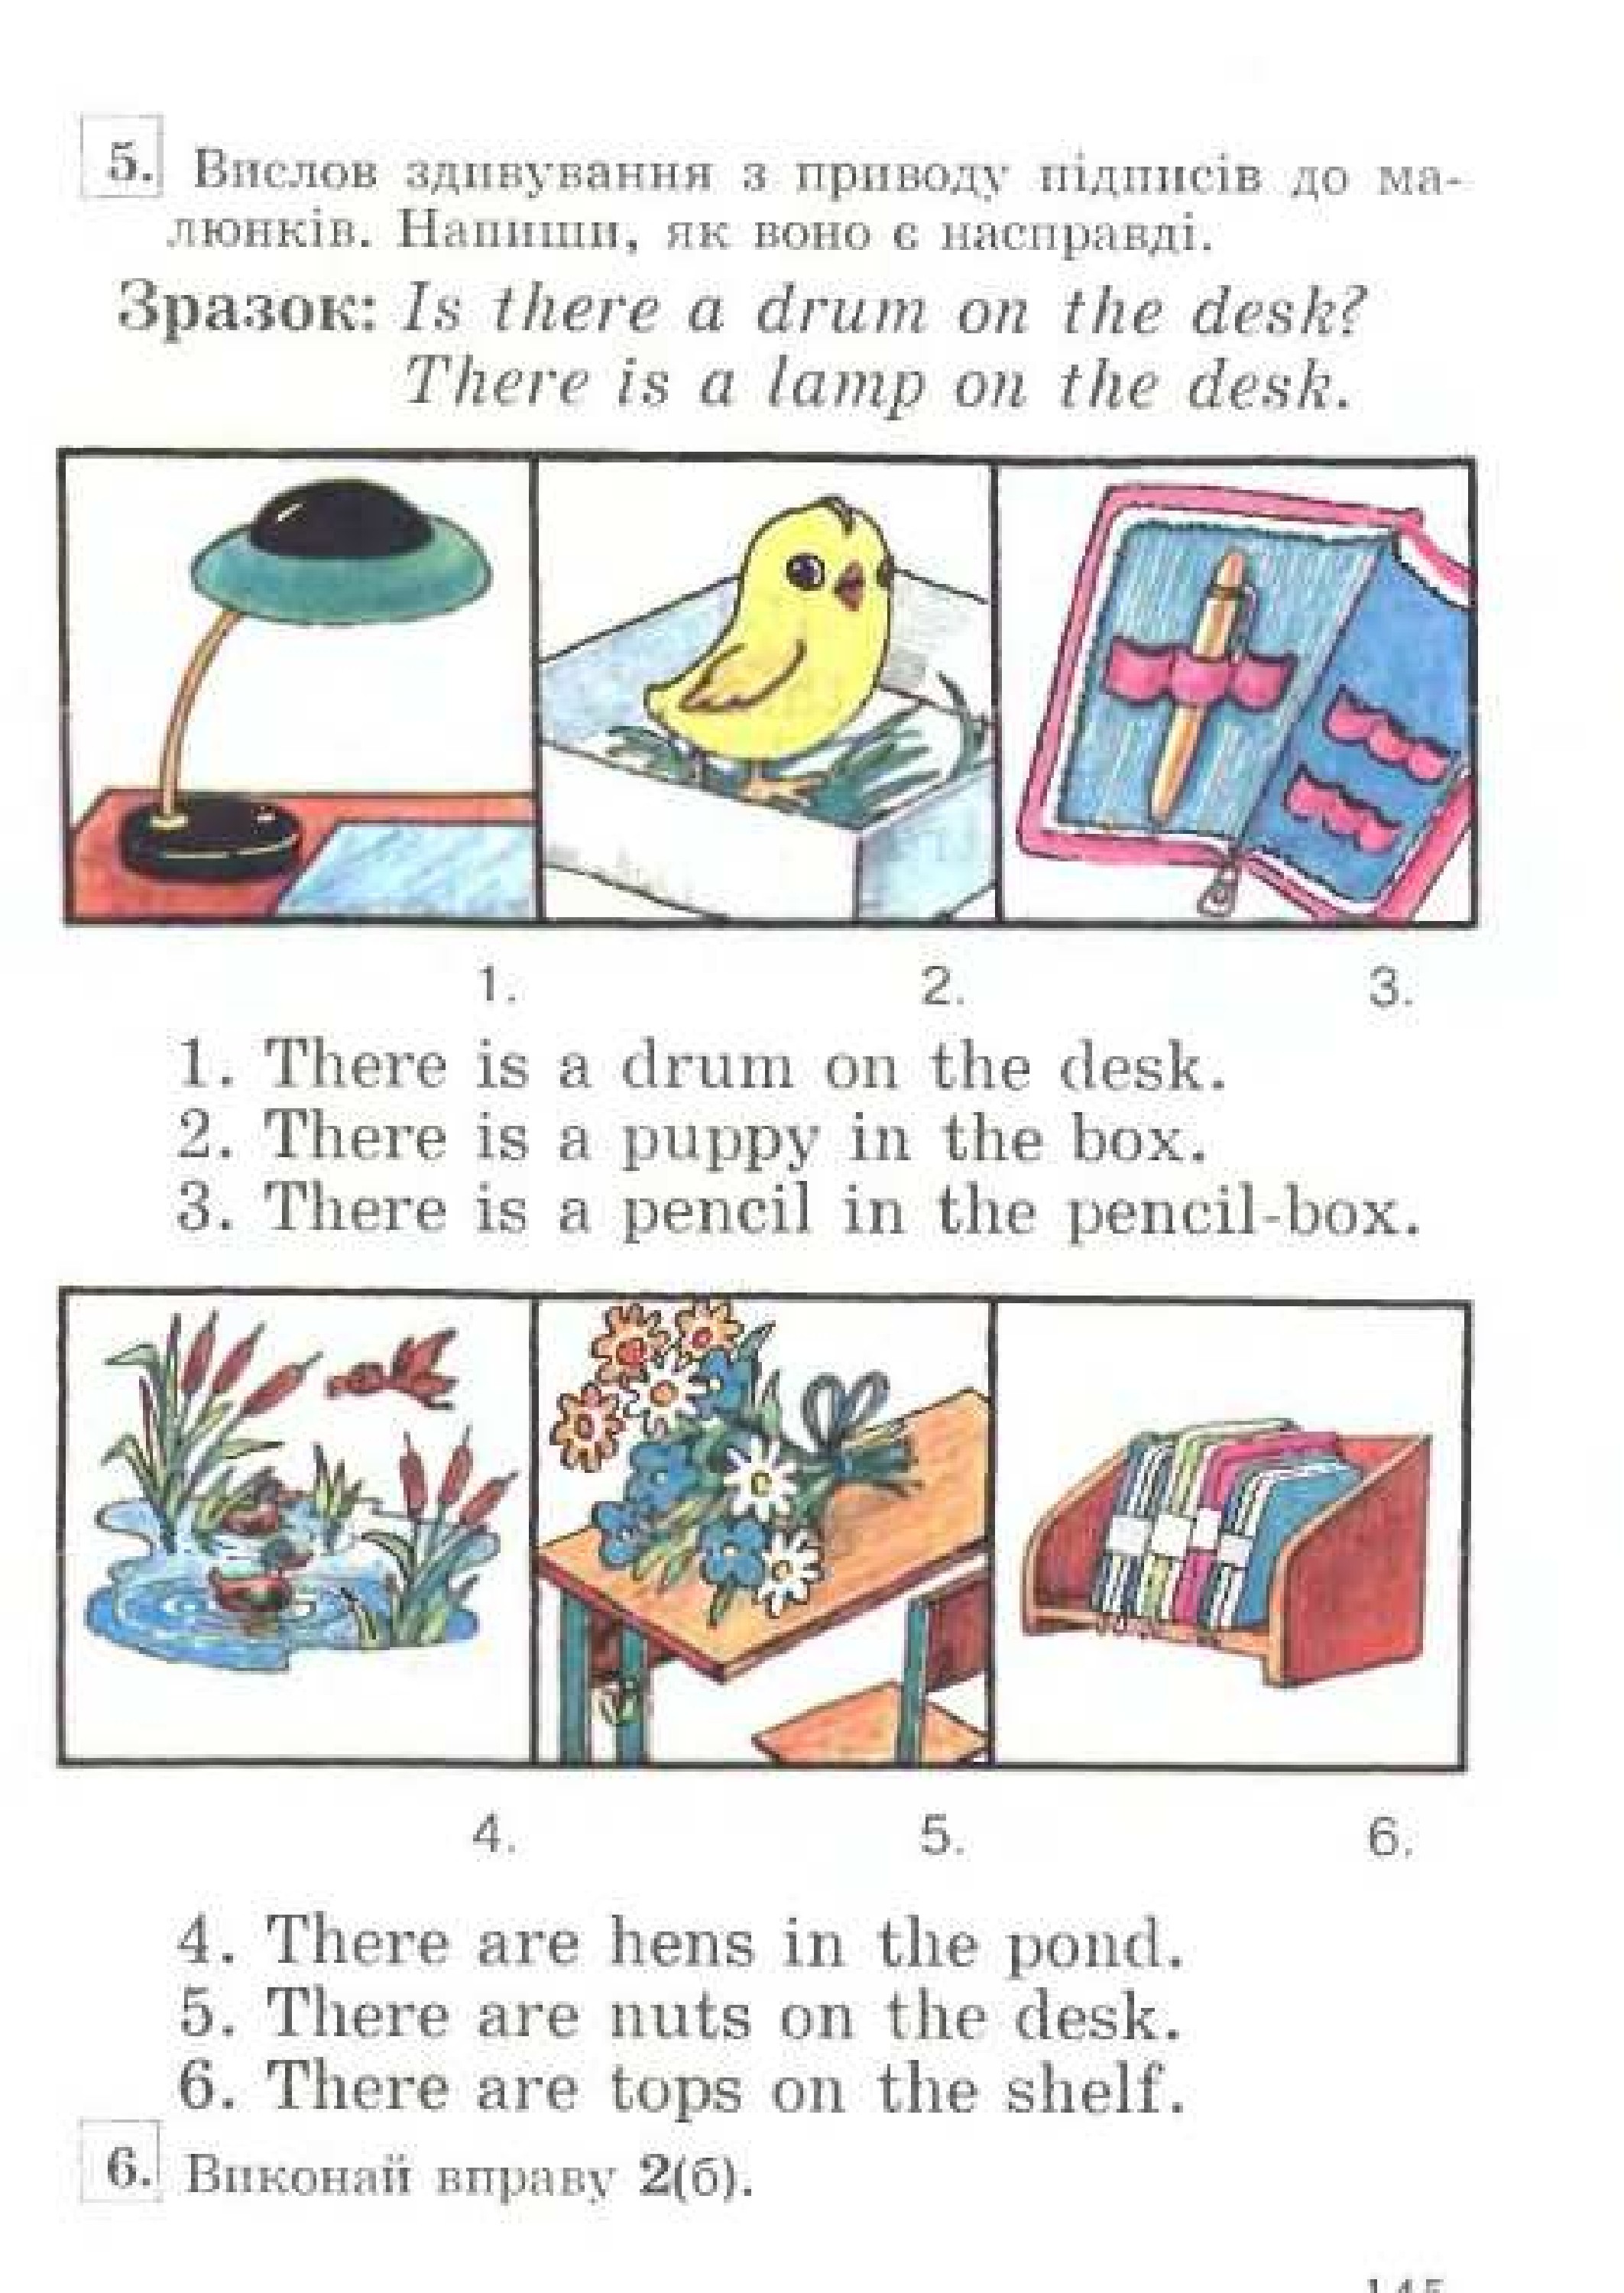 5. Вислов здивування з приводу підписів до ма-
люнків. Напиши, як воно є насправді.
Зразок: Is there a drum on the desk?
There is a lamp on the desk.
1. 2. 3.
1. There is a drum on the desk.
2. There is a puppy in the box.
3. There is a pencil in the pencil-box.
4. 5. 6.
4. There are hens in the pond.
5. There are nuts on the desk.
6. There are tops on the shelf.
6. Виконай вправу 2(б).